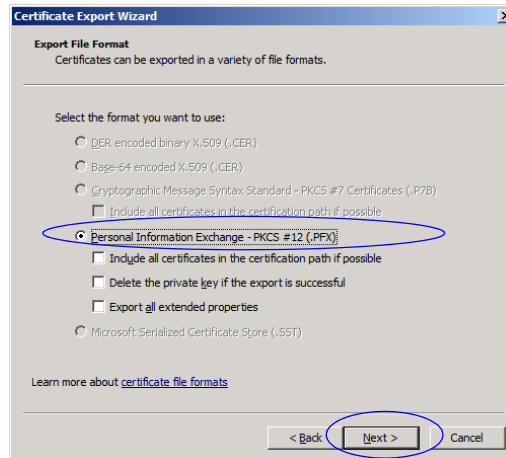 Certificate Export Wizard
Export File Format
Certificates can be exported in a variety of file formats.
Select the format you want to use:
DER encoded binary X.509 (.CER)
Base-64 encoded X.509 (.CER)
Cryptographic Message Syntax Standard - PKCS #7 Certificates (.P7B)
Include all certificates in the certification path if possible
Personal Information Exchange - PKCS #12 (.PFX)
Include all certificates in the certification path if possible
Delete the private key if the export is successful
Export all extended properties
Microsoft Serialized Certificate Store (.SST)
Learn more about certificate file formats
< Back Next > Cancel